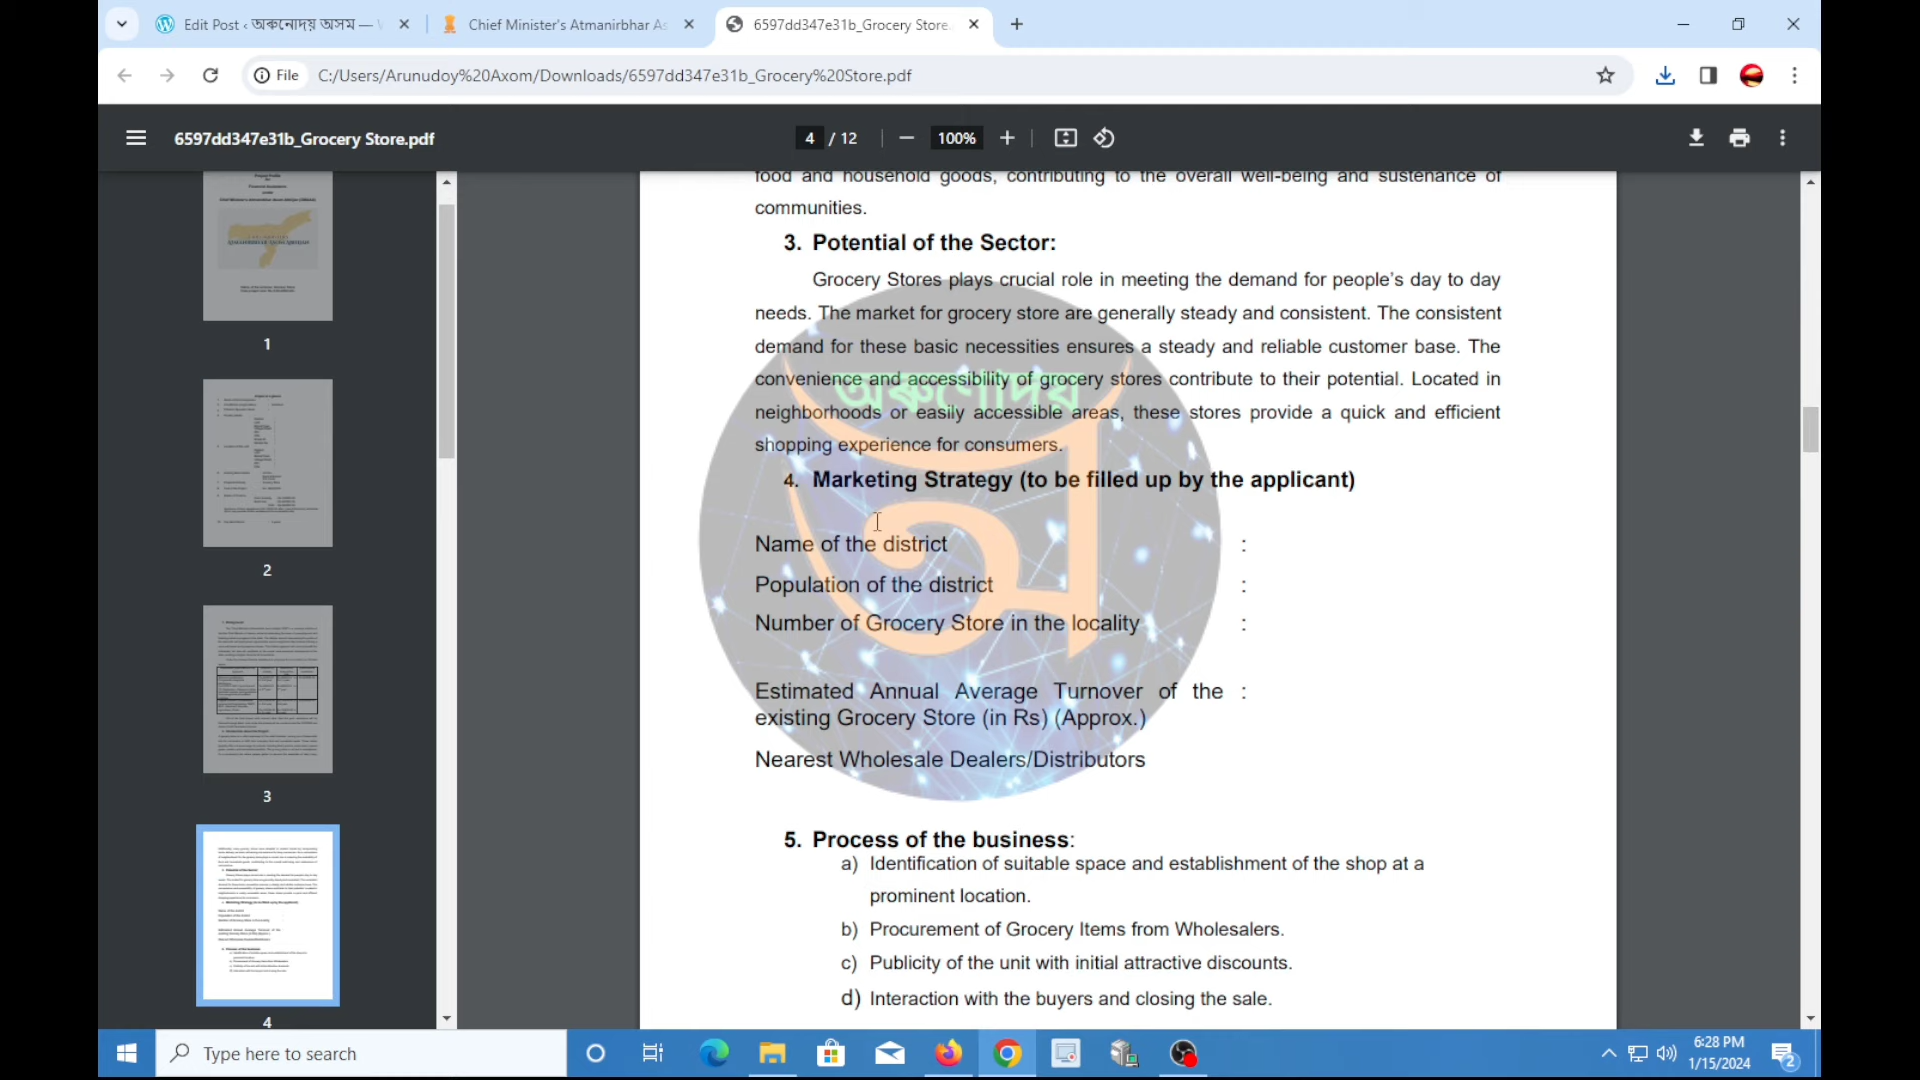 Edit Post ‹ অৰুনোদয় অসম —
Chief Minister's Atmanirbhar As
6597dd347e31b_Grocery Store.
File
C:/Users/Arunudoy%20Axom/Downloads/6597dd347e31b_Grocery%20Store.pdf
6597dd347e31b_Grocery Store.pdf
4 / 12
100%
1
2
3
4
food and household goods, contributing to the overall well-being and sustenance of
communities.
3. Potential of the Sector:
Grocery Stores plays crucial role in meeting the demand for people’s day to day
needs. The market for grocery store are generally steady and consistent. The consistent
demand for these basic necessities ensures a steady and reliable customer base. The
convenience and accessibility of grocery stores contribute to their potential. Located in
অৰুণোদয়
neighborhoods or easily accessible areas, these stores provide a quick and efficient
shopping experience for consumers.
4. Marketing Strategy (to be filled up by the applicant)
অ
Name of the district :
Population of the district :
Number of Grocery Store in the locality :
Estimated Annual Average Turnover of the :
existing Grocery Store (in Rs) (Approx.)
Nearest Wholesale Dealers/Distributors
5. Process of the business:
a) Identification of suitable space and establishment of the shop at a
prominent location.
b) Procurement of Grocery Items from Wholesalers.
c) Publicity of the unit with initial attractive discounts.
d) Interaction with the buyers and closing the sale.
Type here to search
6:28 PM
1/15/2024
2